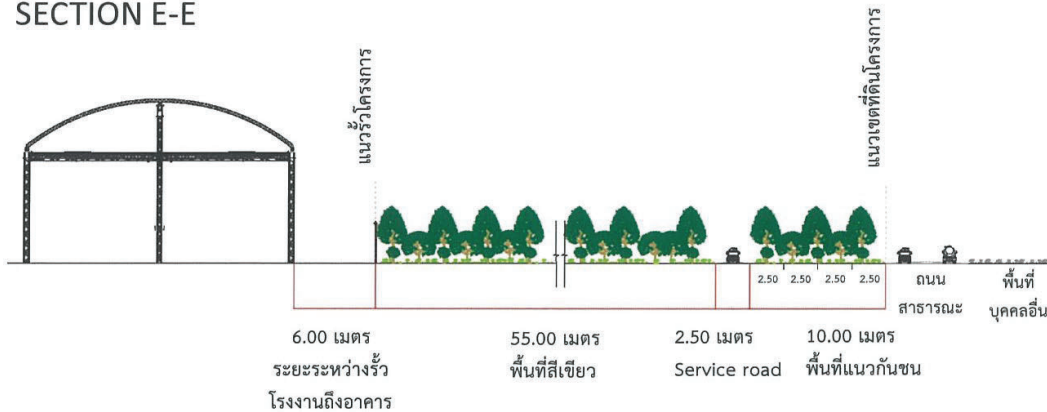 SECTION E-E
แนวรั้วโครงการ
แนวเขตที่ดินโครงการ
2.50 2.50 2.50 2.50
ถนน
สาธารณะ
พื้นที่
บุคคลอื่น
6.00 เมตร
ระยะระหว่างรั้ว
โรงงานถึงอาคาร
55.00 เมตร
พื้นที่สีเขียว
2.50 เมตร
Service road
10.00 เมตร
พื้นที่แนวกันชน